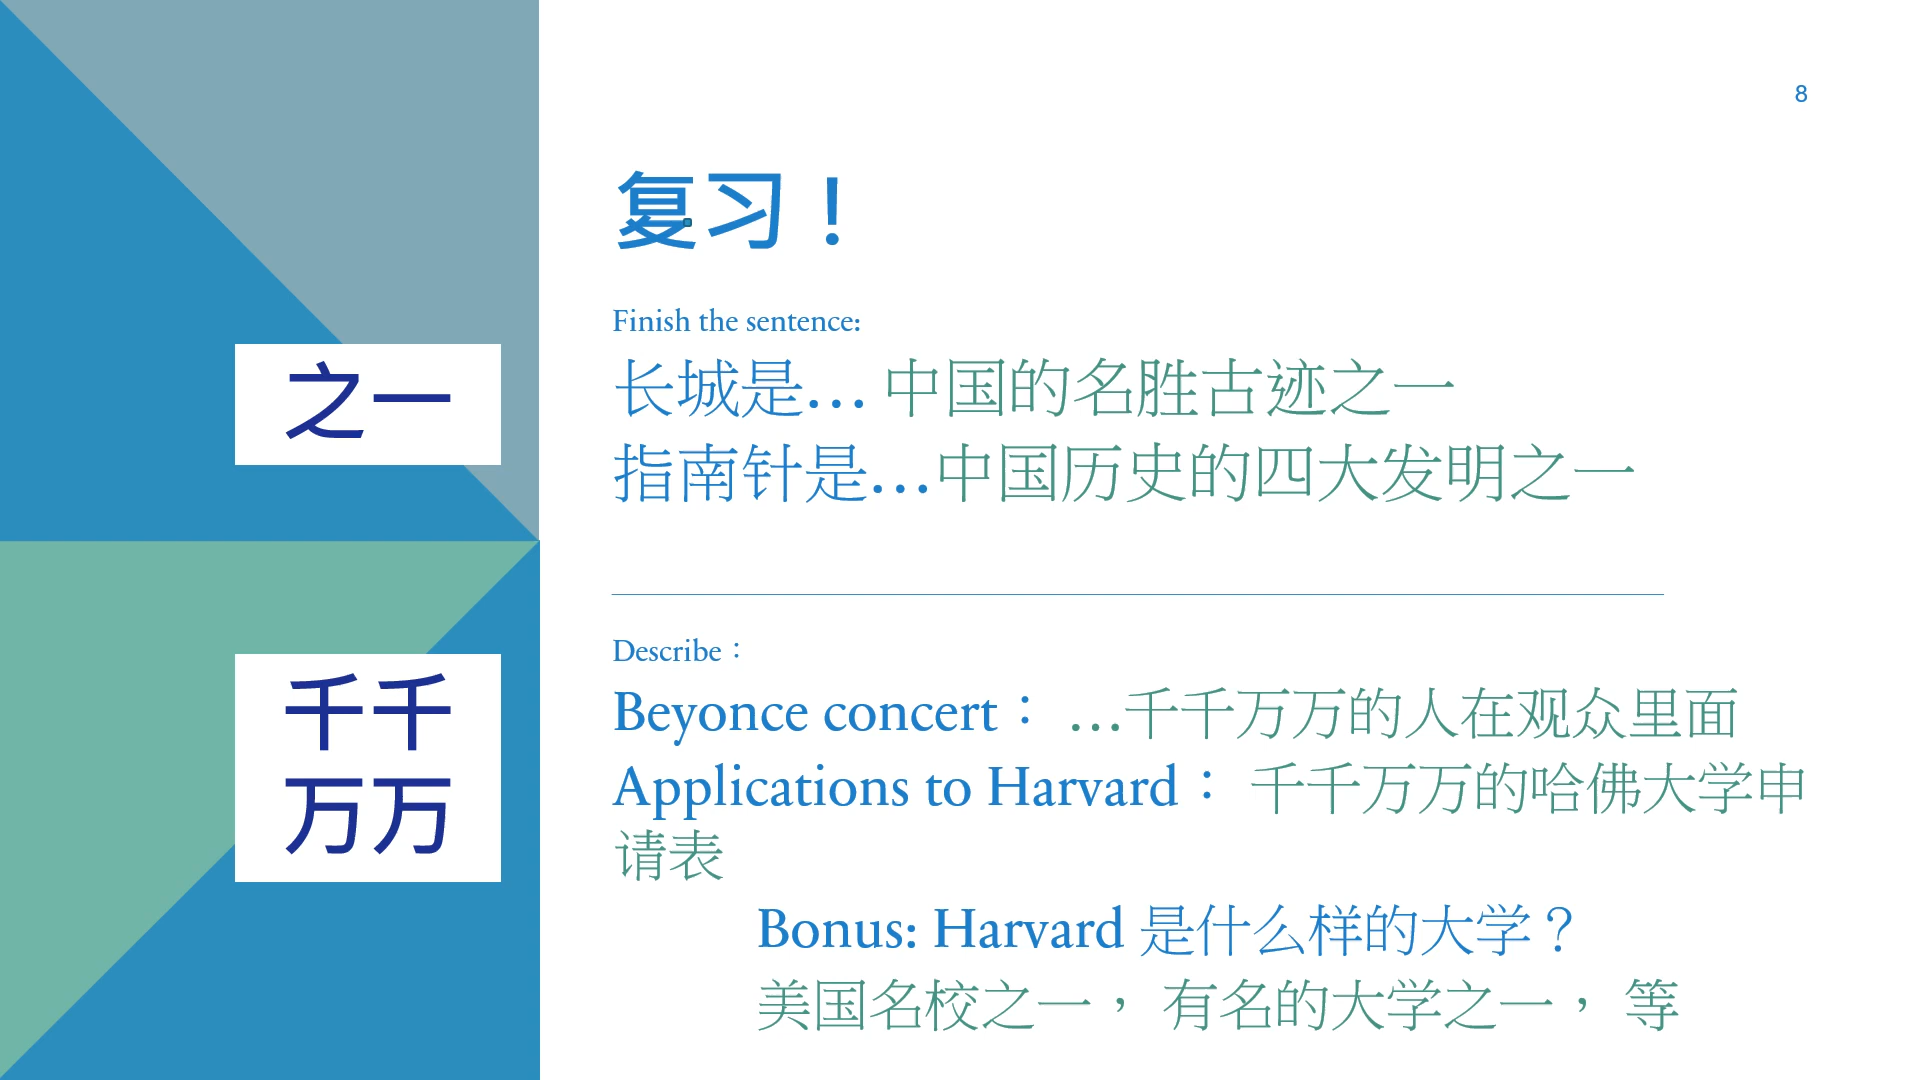 8
之一
复习！
Finish the sentence:
长城是… 中国的名胜古迹之一
指南针是…中国历史的四大发明之一
千千
万万
Describe：
Beyonce concert： …千千万万的人在观众里面
Applications to Harvard： 千千万万的哈佛大学申
请表
Bonus: Harvard 是什么样的大学？
美国名校之一， 有名的大学之一， 等